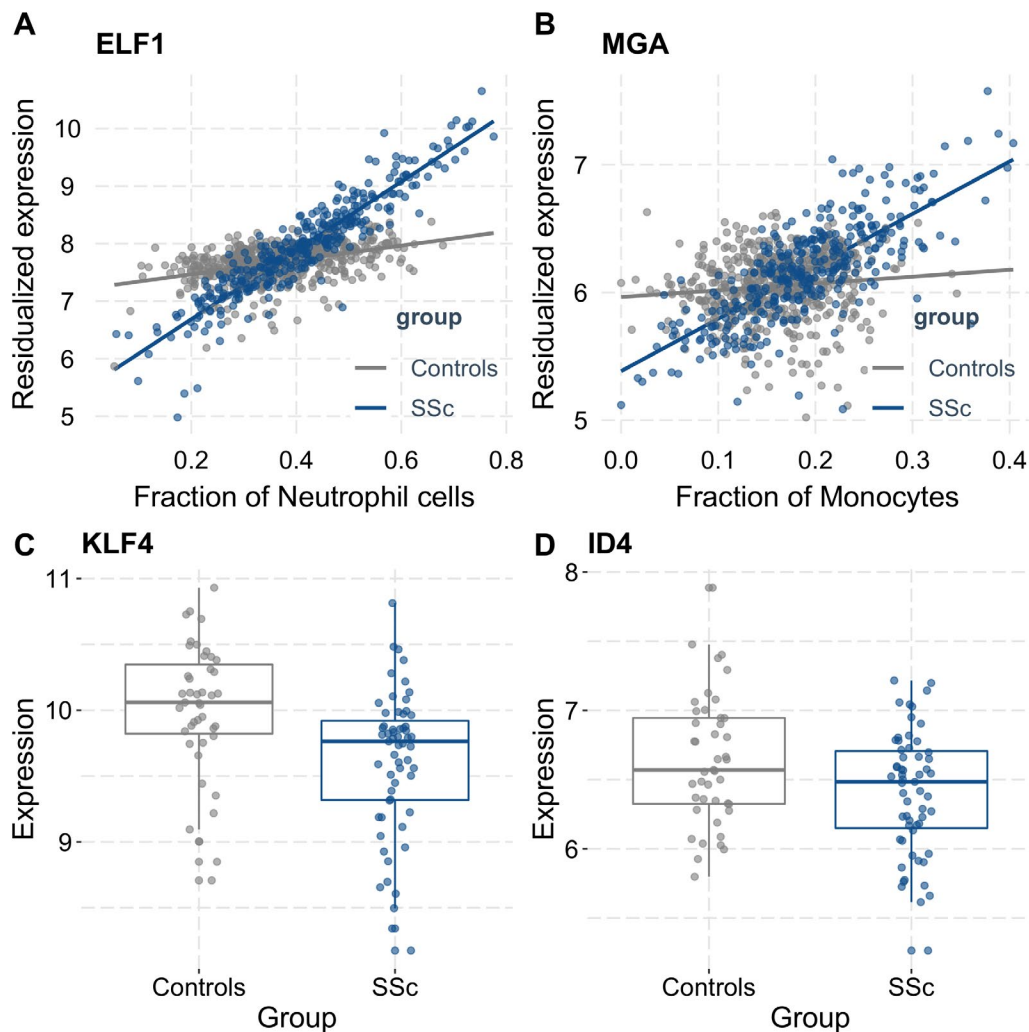 A
ELF1
Residualized expression
10
9
8
7
6
5
group
Controls
SSc
0.2
0.4
0.6
0.8
Fraction of Neutrophil cells
B
MGA
Residualized expression
7
6
5
group
Controls
SSc
0.0
0.1
0.2
0.3
0.4
Fraction of Monocytes
C
KLF4
Expression
11
10
9
Controls
SSc
Group
D
ID4
Expression
8
7
6
Controls
SSc
Group